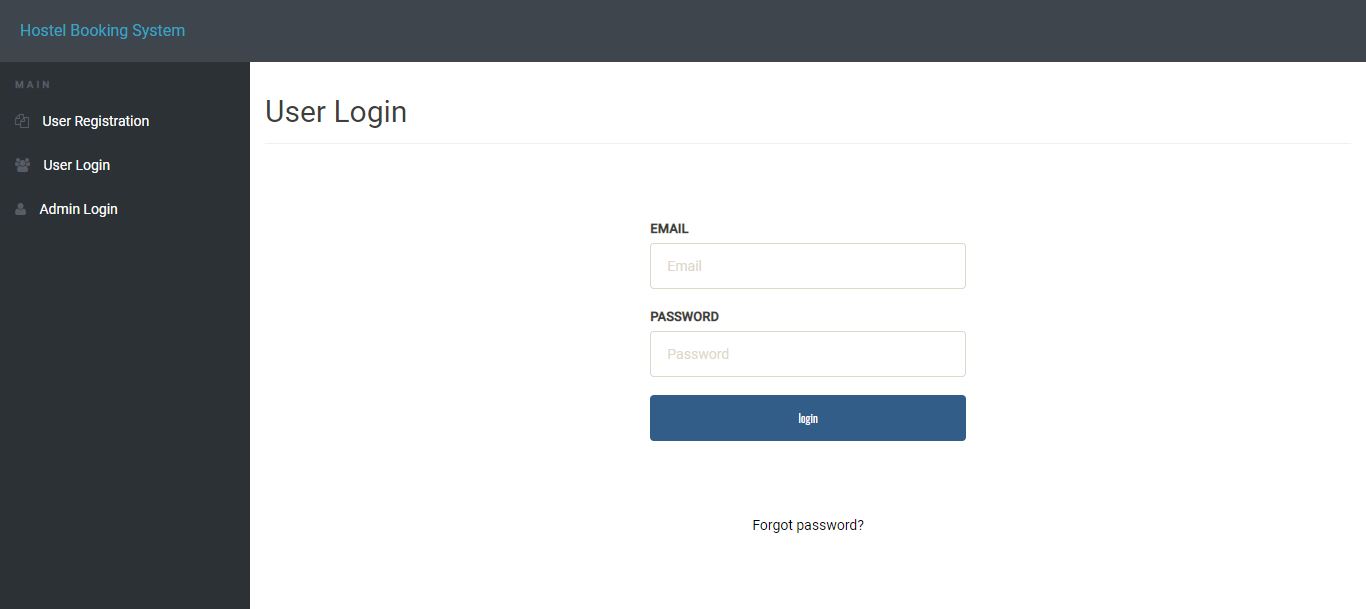 Hostel Booking System
MAIN
User Registration
User Login
Admin Login
User Login
EMAIL
Email
PASSWORD
Password
login
Forgot password?